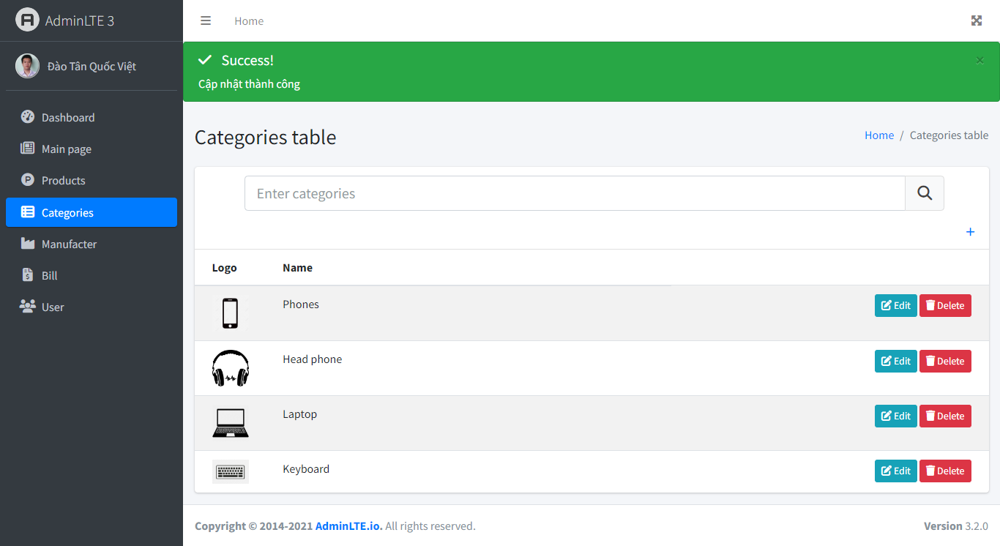 AdminLTE 3
Home
Đào Tân Quốc Việt
Success!
×
Cập nhật thành công
Dashboard
Main page
Products
Categories
Manufacter
Bill
User
Categories table
Home / Categories table
Enter categories
+
Logo Name
Phones Edit Delete
Head phone Edit Delete
Laptop Edit Delete
Keyboard Edit Delete
Copyright © 2014-2021 AdminLTE.io. All rights reserved. Version 3.2.0